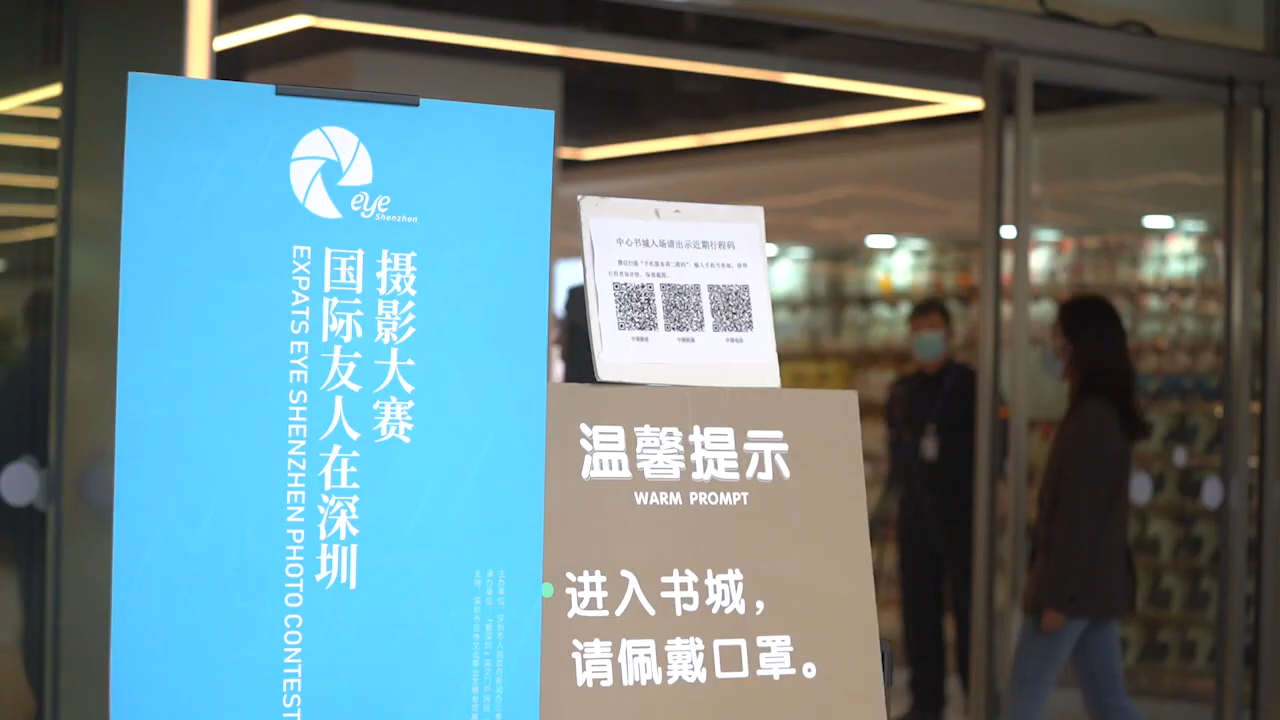 eye
Shenzhen
国际友人在深圳
摄影大赛
EXPATS EYE SHENZHEN PHOTO CONTEST
中心书城入场请出示近期行程码
温馨提示
WARM PROMPT
进入书城，
请佩戴口罩。